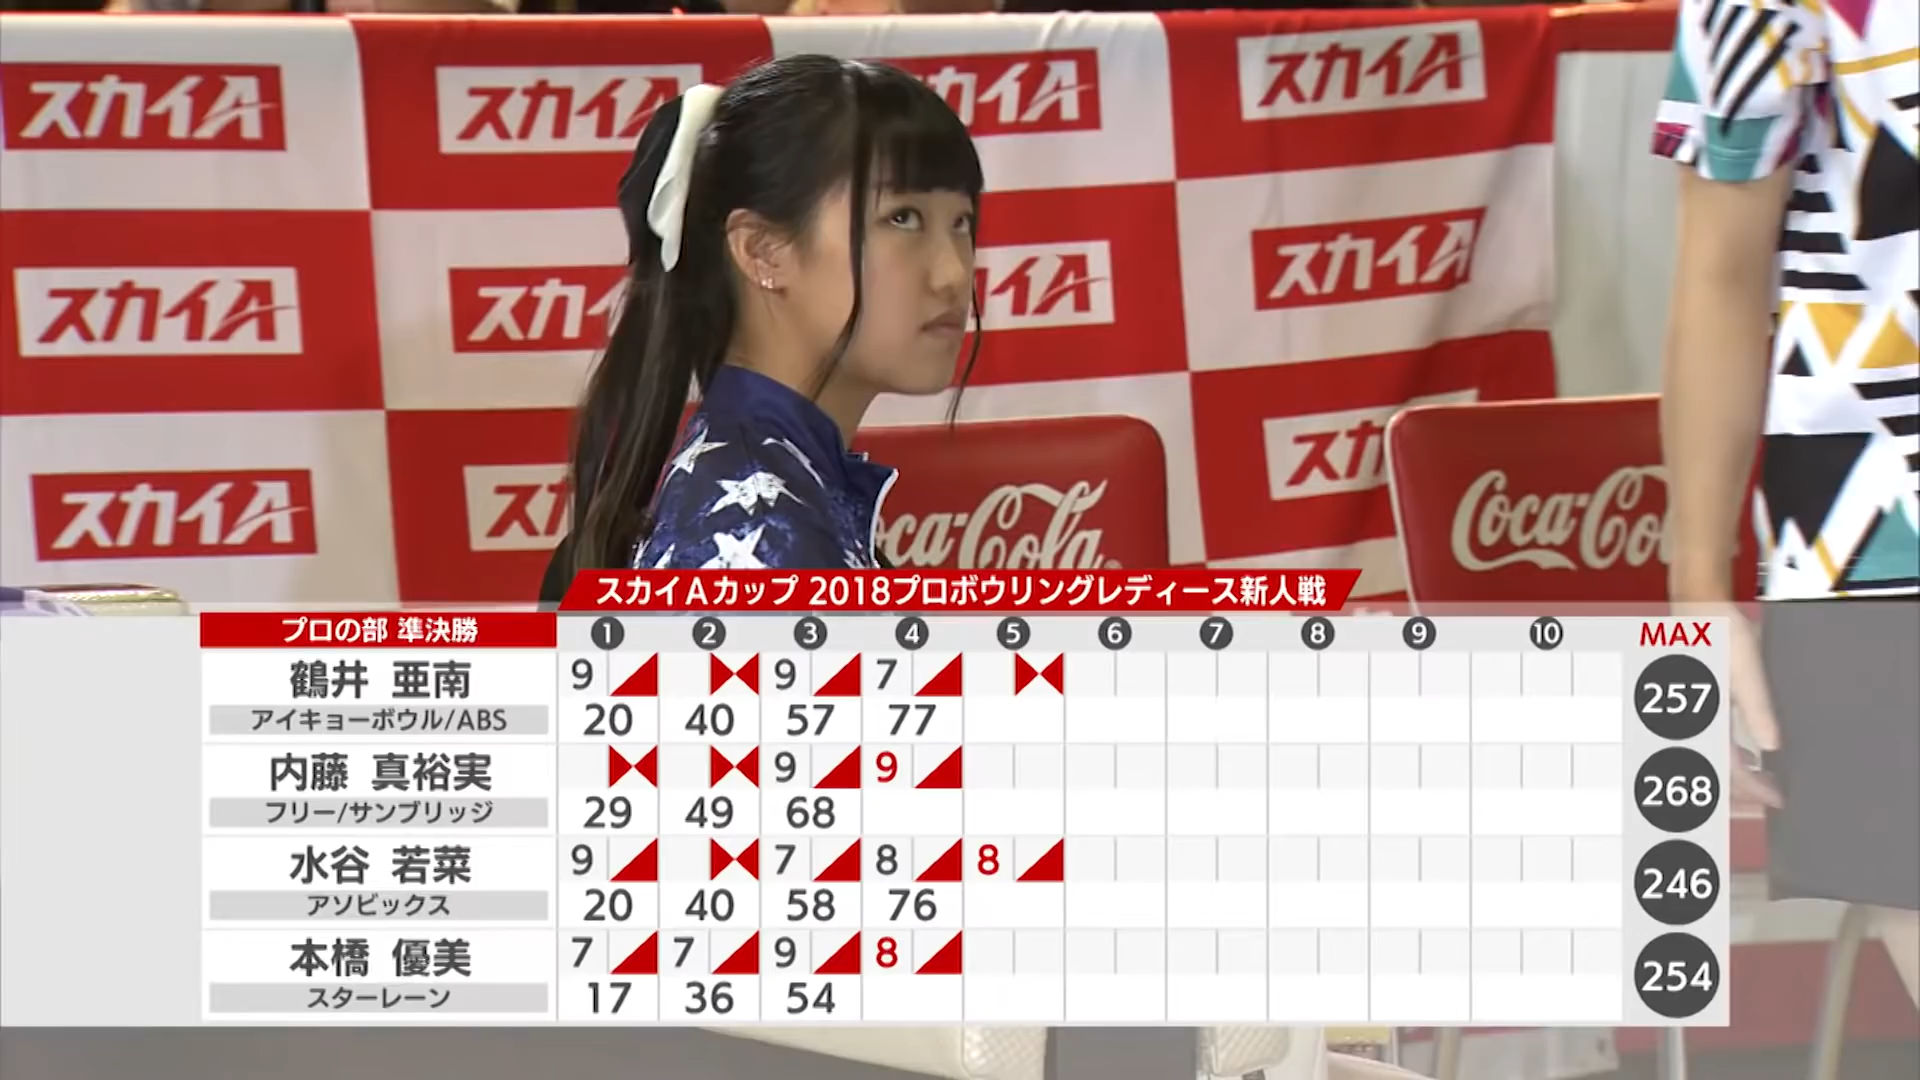 スカイA
スカイA
スカイA
スカイA
スカイA
スカイA
スカイA
Coca-Cola
Coca-Cola
スカイAカップ 2018プロボウリングレディース新人戦
プロの部 準決勝 1 2 3 4 5 6 7 8 9 10 MAX
鶴井 亜南 9 9 7 257
アイキョーボウル/ABS 20 40 57 77
内藤 真裕実 9 9 268
フリー/サンブリッジ 29 49 68
水谷 若菜 9 7 8 8 246
アソビックス 20 40 58 76
本橋 優美 7 7 9 8 254
スターレーン 17 36 54